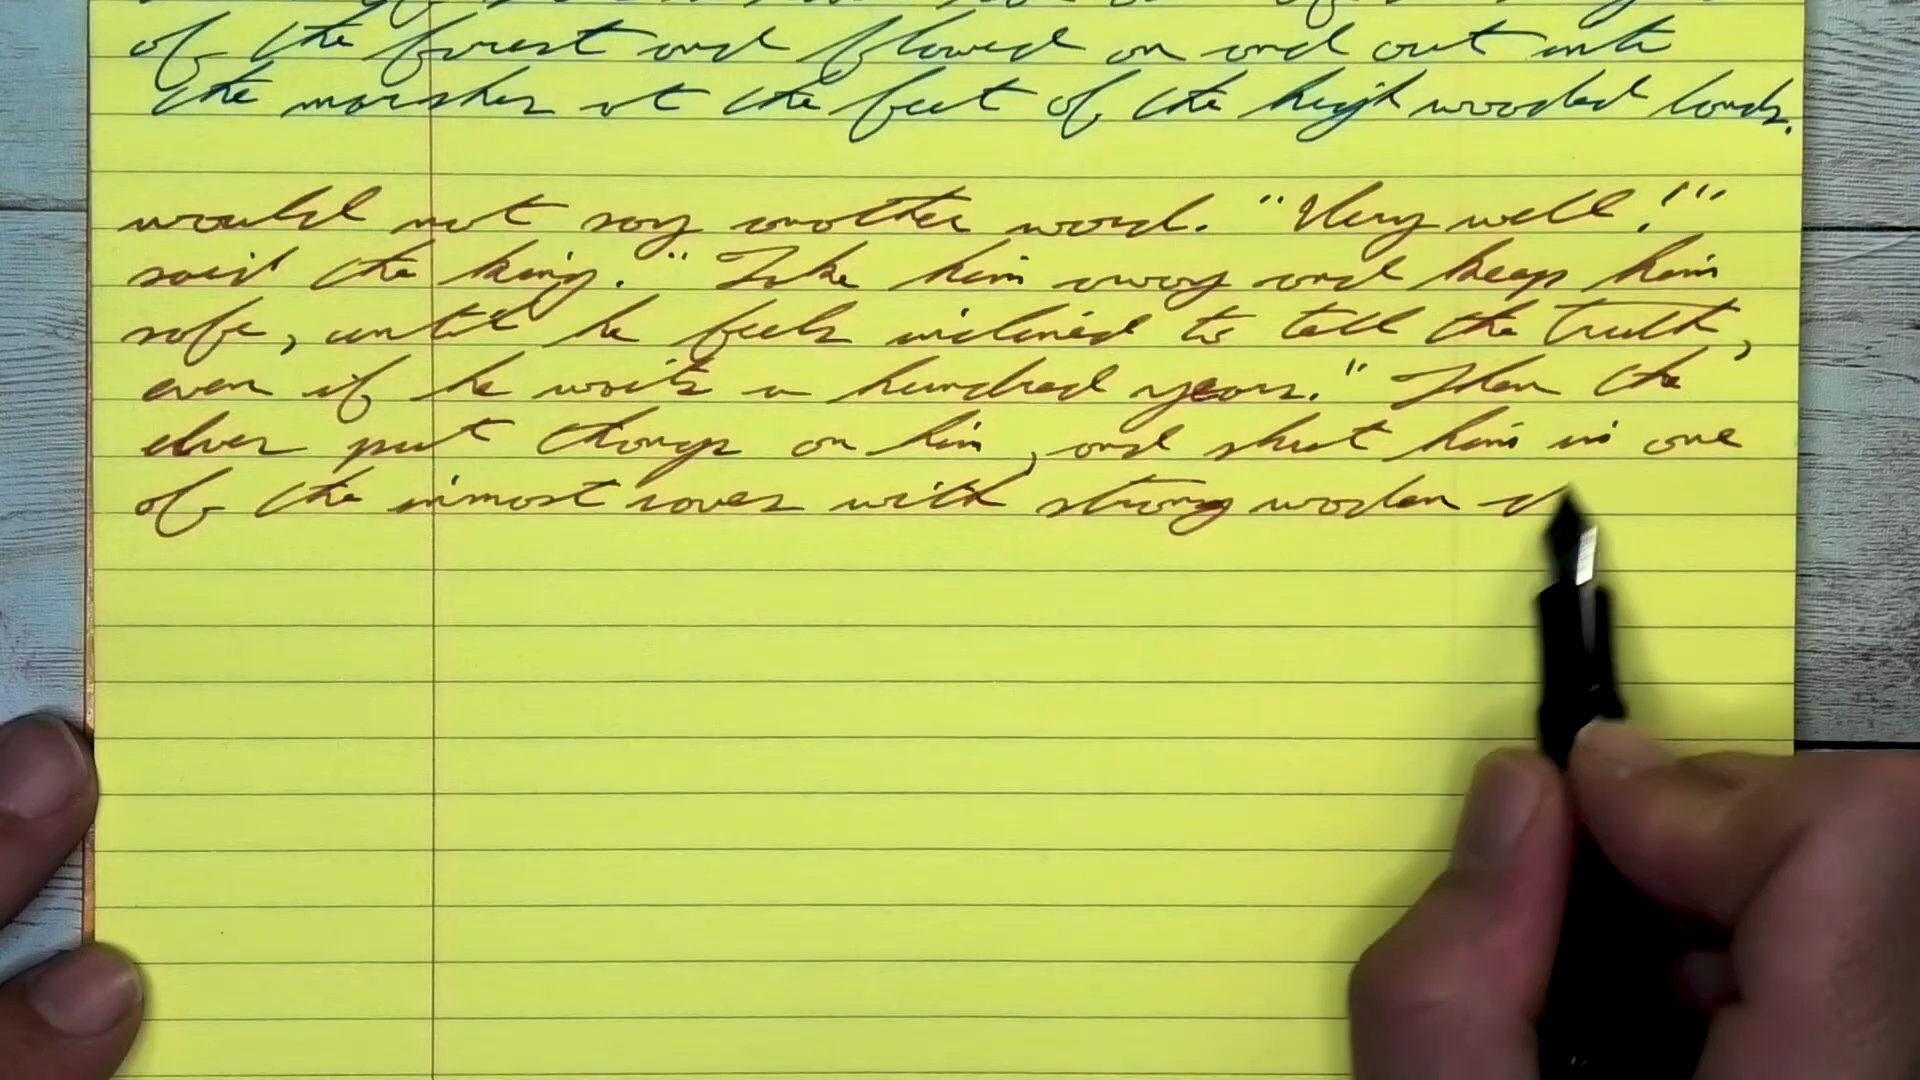 of the forest and flowed on and out into
the marshes at the feet of the high wooded lands.
would not say another word. "Very well!"
said the king. "Take him away and keep him
safe, until he feels inclined to tell the truth,
even if he waits a hundred years." Then the
elves put thongs on him, and shut him in one
of the inmost caves with strong wooden d